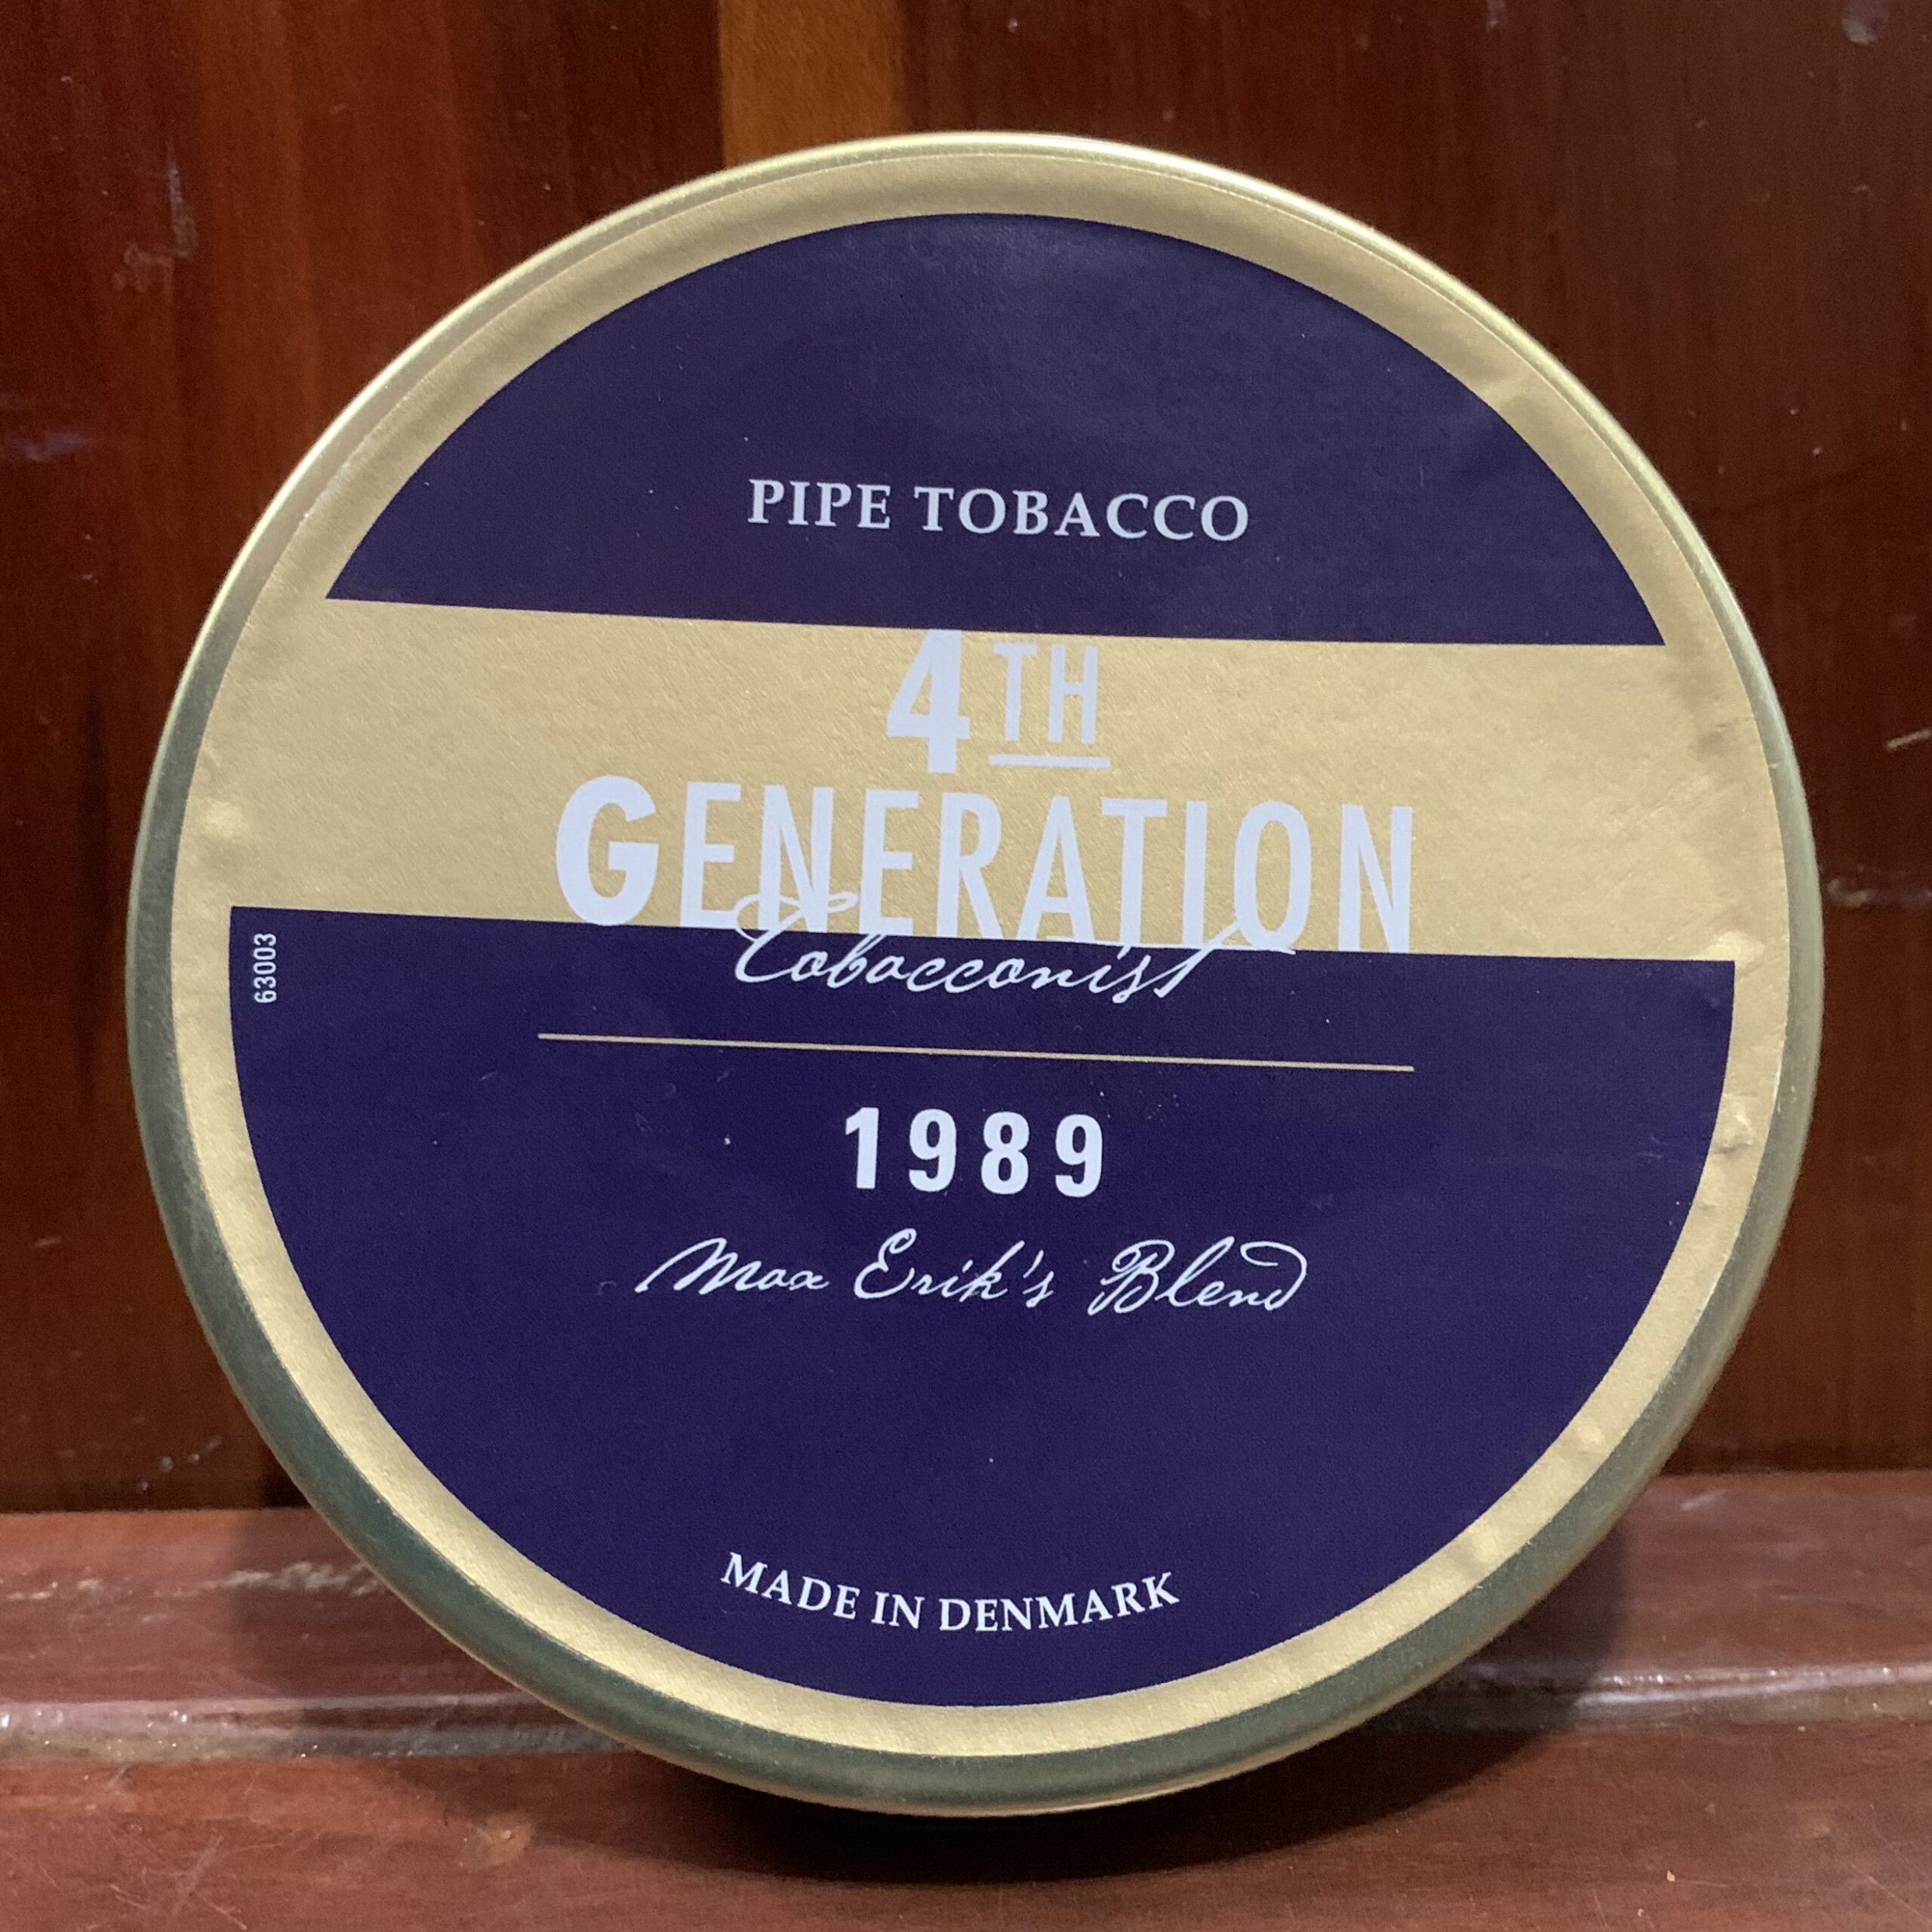 PIPE TOBACCO
4TH
GENERATION
Tobacconist
63003
1989
Max Erik's Blend
MADE IN DENMARK